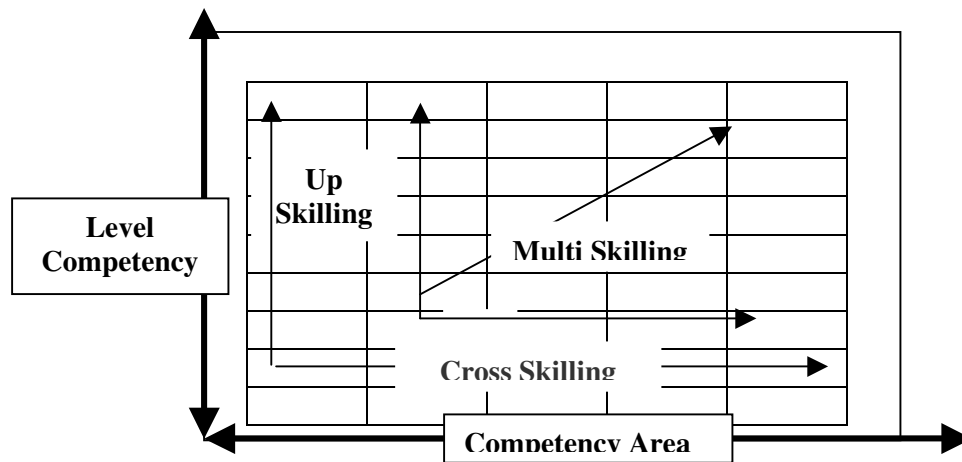 Up
Skilling
Level
Competency
Multi Skilling
Cross Skilling
Competency Area